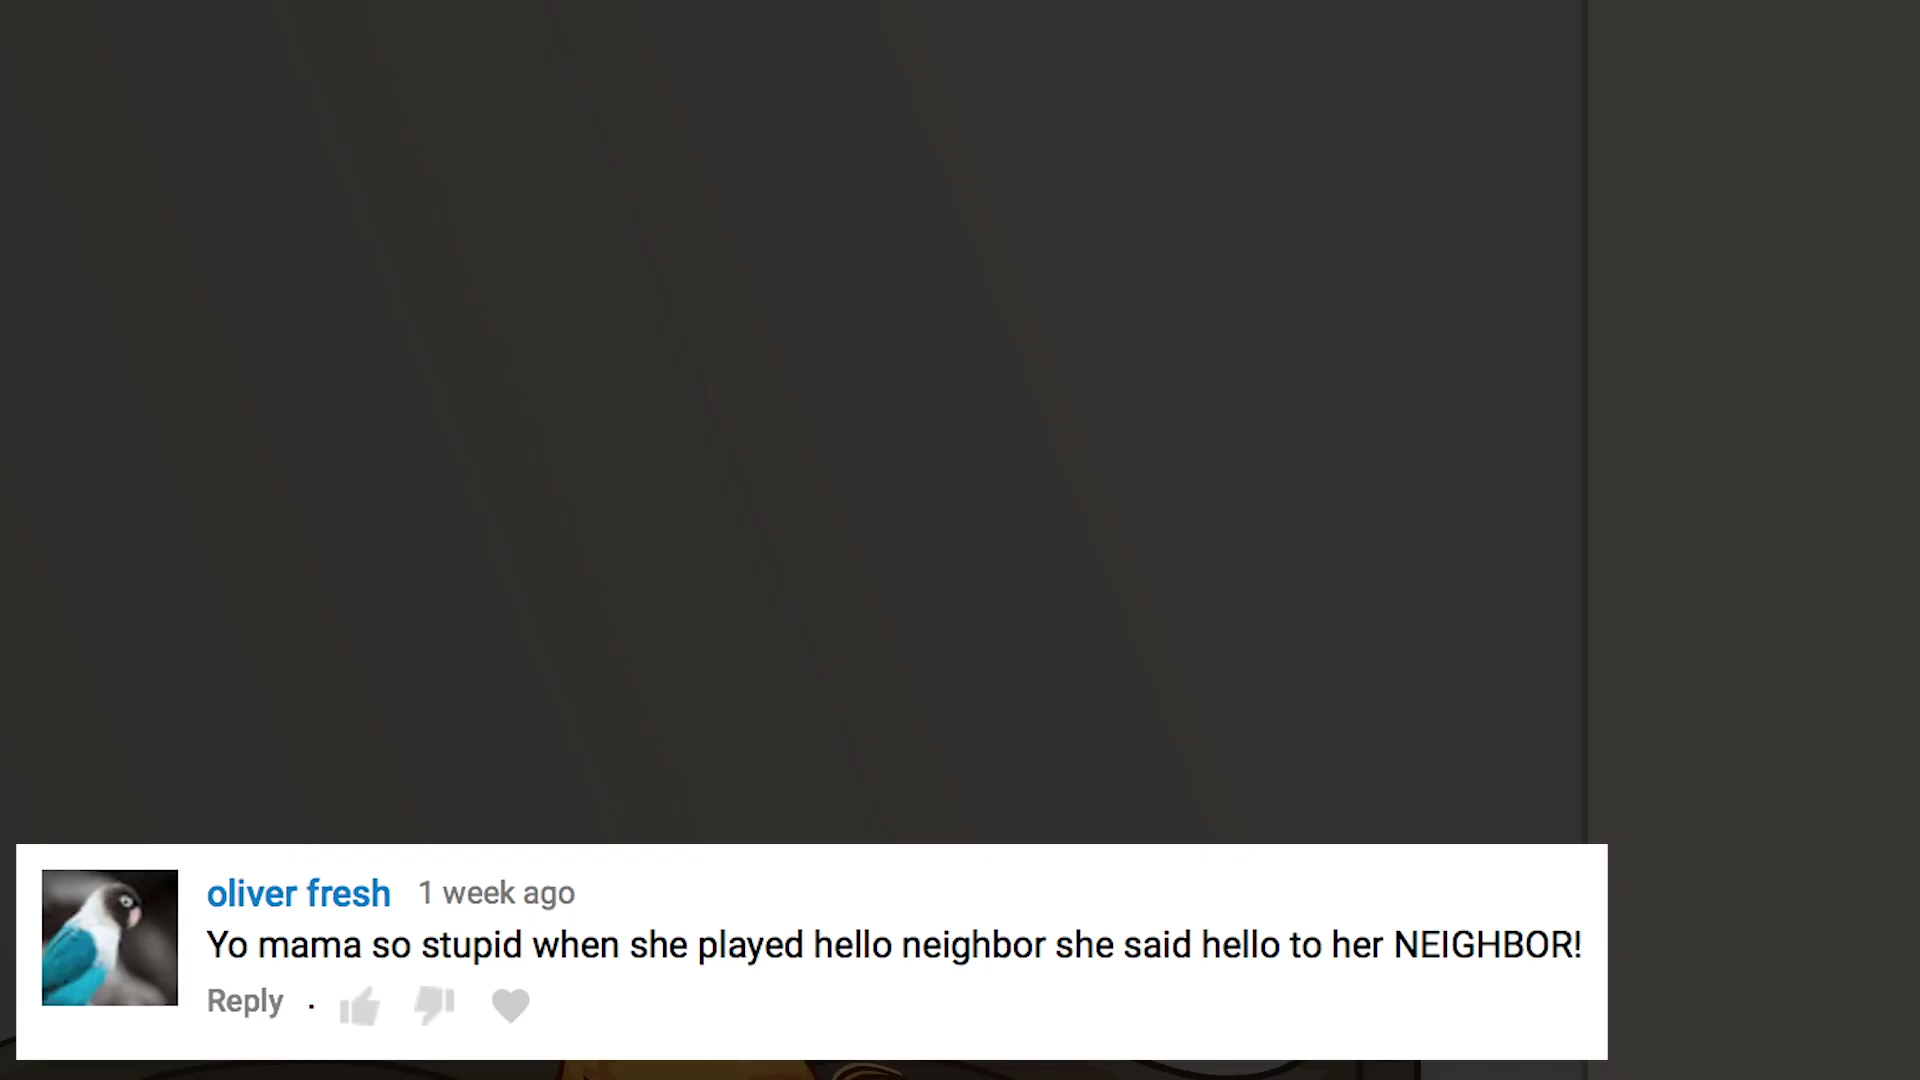 oliver fresh 1 week ago
Yo mama so stupid when she played hello neighbor she said hello to her NEIGHBOR!
Reply .